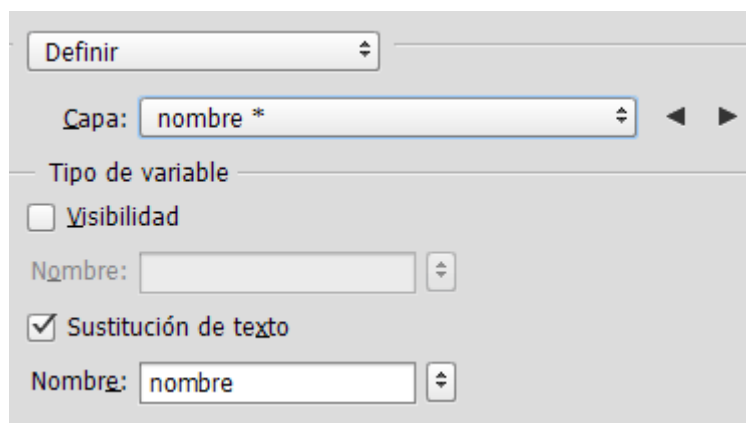 Definir
Capa: nombre *
Tipo de variable
Visibilidad
Nombre:
Sustitución de texto
Nombre: nombre